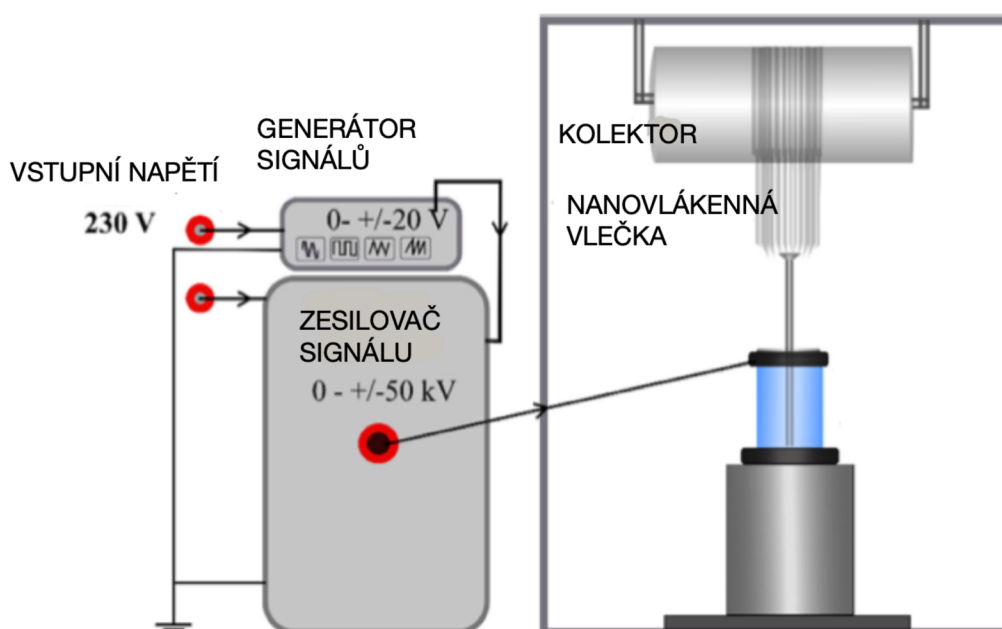 VSTUPNÍ NAPĚTÍ
230 V
GENERÁTOR
SIGNÁLŮ
0- +/-20 V
ZESILOVAČ
SIGNÁLU
0 - +/-50 kV
KOLEKTOR
NANOVLÁKENNÁ
VLEČKA